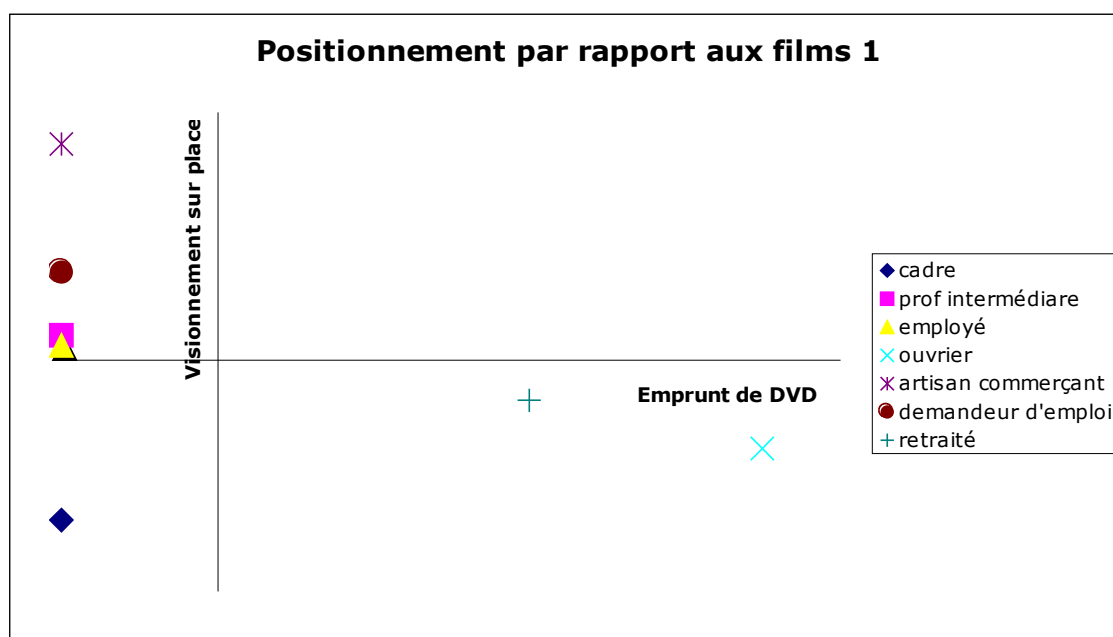 Positionnement par rapport aux films 1
Visionnement sur place
Emprunt de DVD
cadre
prof intermédiare
employé
ouvrier
artisan commerçant
demandeur d'emploi
retraité